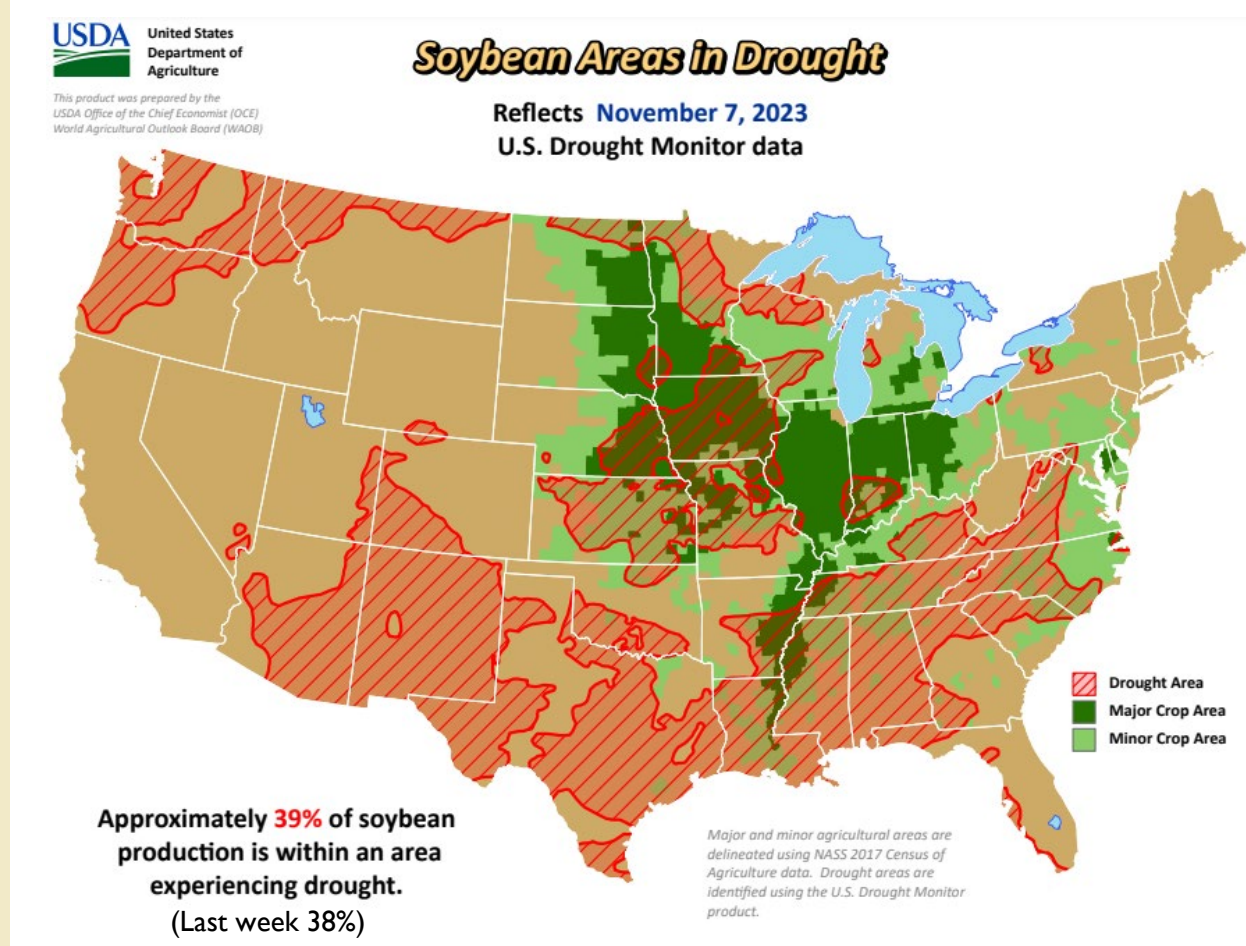 USDA
United States
Department of
Agriculture
This product was prepared by the
USDA Office of the Chief Economist (OCE)
World Agricultural Outlook Board (WAOB)
Soybean Areas in Drought
Reflects November 7, 2023
U.S. Drought Monitor data
Drought Area
Major Crop Area
Minor Crop Area
Approximately 39% of soybean
production is within an area
experiencing drought.
(Last week 38%)
Major and minor agricultural areas are
delineated using NASS 2017 Census of
Agriculture data. Drought areas are
identified using the U.S. Drought Monitor
product.